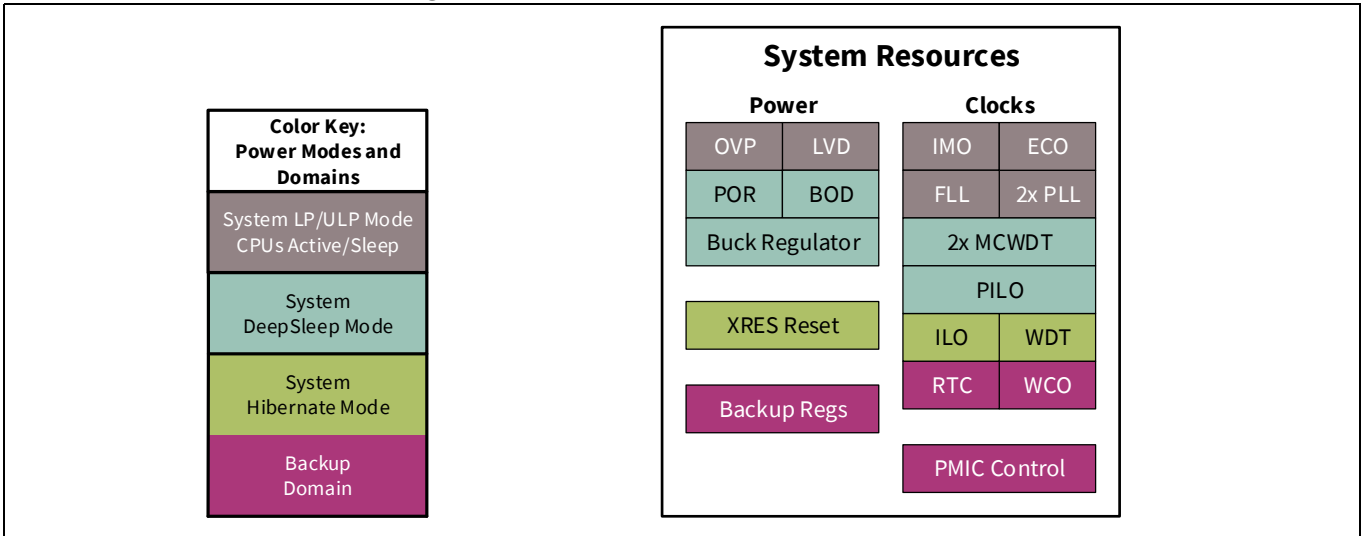 Color Key:
Power Modes and
Domains
System LP/ULP Mode
CPUs Active/Sleep
System
DeepSleep Mode
System
Hibernate Mode
Backup
Domain
System Resources
Power
OVP LVD
POR BOD
Buck Regulator
XRES Reset
Backup Regs
Clocks
IMO ECO
FLL 2x PLL
2x MCWDT
PILO
ILO WDT
RTC WCO
PMIC Control